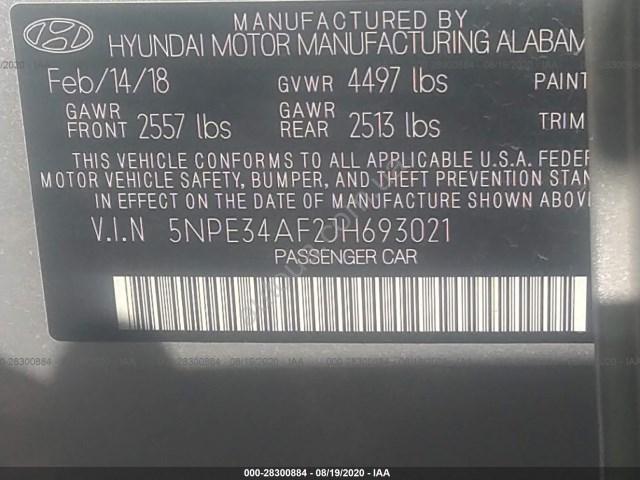 MANUFACTURED BY
HYUNDAI MOTOR MANUFACTURING ALABAM
Feb/14/18 GVWR 4497 lbs PAINT
GAWR FRONT 2557 lbs GAWR REAR 2513 lbs TRIM
THIS VEHICLE CONFORMS TO ALL APPLICABLE U.S.A. FEDER
MOTOR VEHICLE SAFETY, BUMPER, AND THEFT PREVENTION STAN
IN EFFECT ON THE DATE OF MANUFACTURE SHOWN ABOVE.
V.I.N 5NPE34AF2JH693021
PASSENGER CAR
000-28300884 - 08/19/2020 - IAA